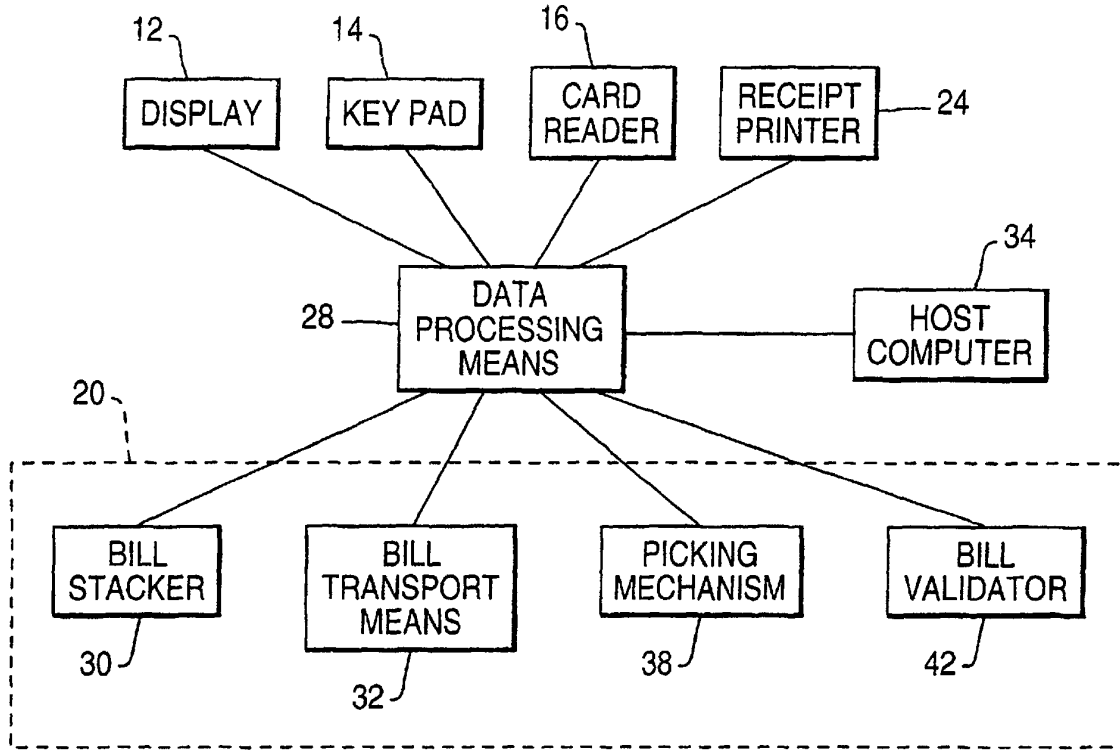 12
14
16
DISPLAY
KEY PAD
CARD
READER
RECEIPT
PRINTER
24
34
28
DATA
PROCESSING
MEANS
HOST
COMPUTER
20
BILL
STACKER
BILL
TRANSPORT
MEANS
PICKING
MECHANISM
BILL
VALIDATOR
30
32
38
42